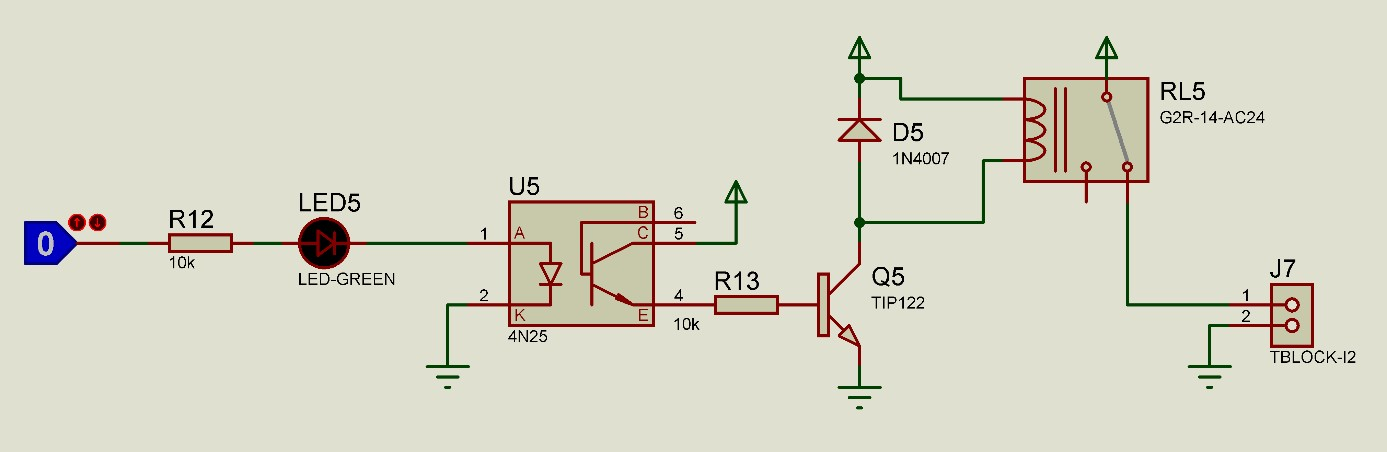 0
R12
10k
LED5
LED-GREEN
U5
1
A
2
K
B
6
C
5
4
E
4N25
R13
10k
D5
1N4007
Q5
TIP122
RL5
G2R-14-AC24
J7
1
2
TBLOCK-I2